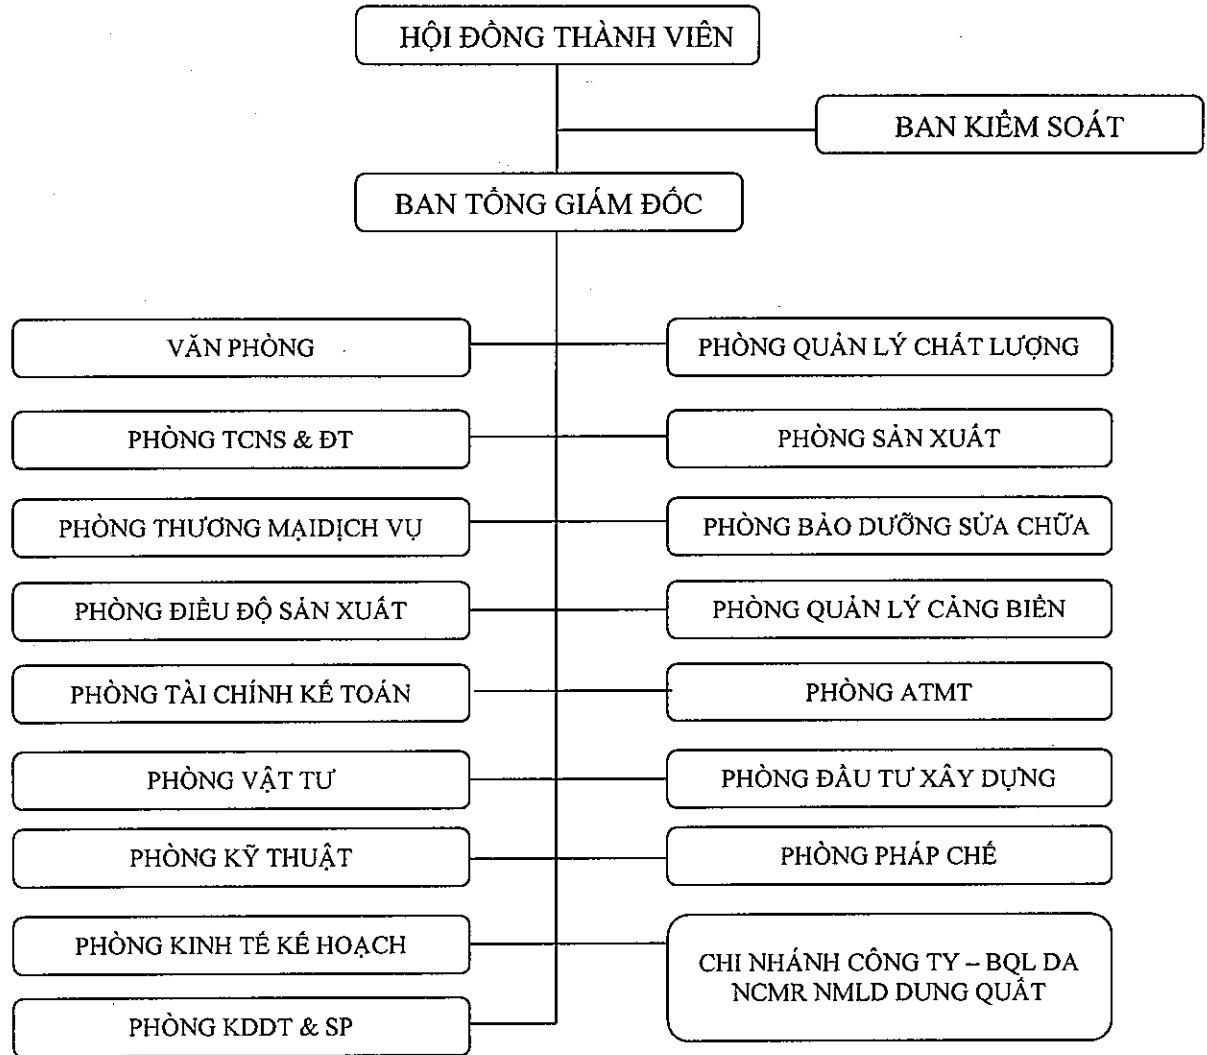 HỘI ĐỒNG THÀNH VIÊN
BAN KIỂM SOÁT
BAN TỔNG GIÁM ĐỐC
VĂN PHÒNG
PHÒNG QUẢN LÝ CHẤT LƯỢNG
PHÒNG TCNS & ĐT
PHÒNG SẢN XUẤT
PHÒNG THƯƠNG MẠIDỊCH VỤ
PHÒNG BẢO DƯỠNG SỬA CHỮA
PHÒNG ĐIỀU ĐỘ SẢN XUẤT
PHÒNG QUẢN LÝ CẢNG BIỂN
PHÒNG TÀI CHÍNH KẾ TOÁN
PHÒNG ATMT
PHÒNG VẬT TƯ
PHÒNG ĐẦU TƯ XÂY DỰNG
PHÒNG KỸ THUẬT
PHÒNG PHÁP CHẾ
PHÒNG KINH TẾ KẾ HOẠCH
CHI NHÁNH CÔNG TY – BQL DA
NCMR NMLD DUNG QUẤT
PHÒNG KDDT & SP